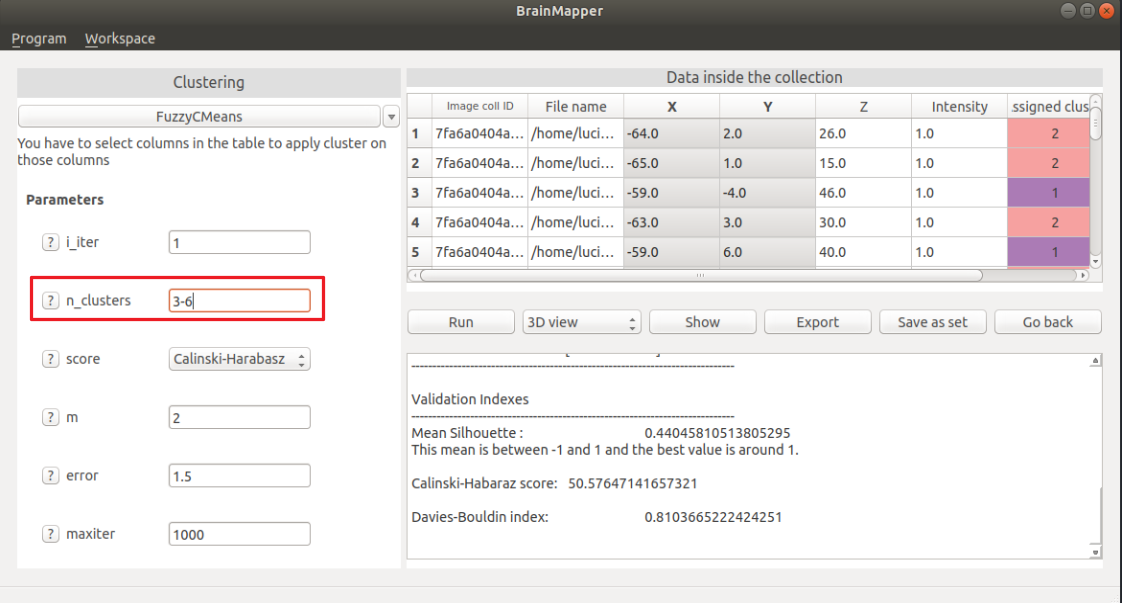 BrainMapper
Program Workspace
Clustering
FuzzyCMeans
You have to select columns in the table to apply cluster on
those columns
Parameters
? i_iter 1
? n_clusters 3-6
? score Calinski-Harabasz
? m 2
? error 1.5
? maxiter 1000
Data inside the collection
Image coll ID File name X Y Z Intensity ssigned clus
1 7fa6a0404a... /home/luci... -64.0 2.0 26.0 1.0 2
2 7fa6a0404a... /home/luci... -65.0 1.0 15.0 1.0 2
3 7fa6a0404a... /home/luci... -59.0 -4.0 46.0 1.0 1
4 7fa6a0404a... /home/luci... -63.0 3.0 30.0 1.0 2
5 7fa6a0404a... /home/luci... -59.0 6.0 40.0 1.0 1
Run 3D view Show Export Save as set Go back
--------------------------------------------------------------------------------
Validation Indexes
--------------------------------------------------------------------------------
Mean Silhouette : 0.44045810513805295
This mean is between -1 and 1 and the best value is around 1.
Calinski-Habaraz score: 50.57647141657321
Davies-Bouldin index: 0.8103665222424251